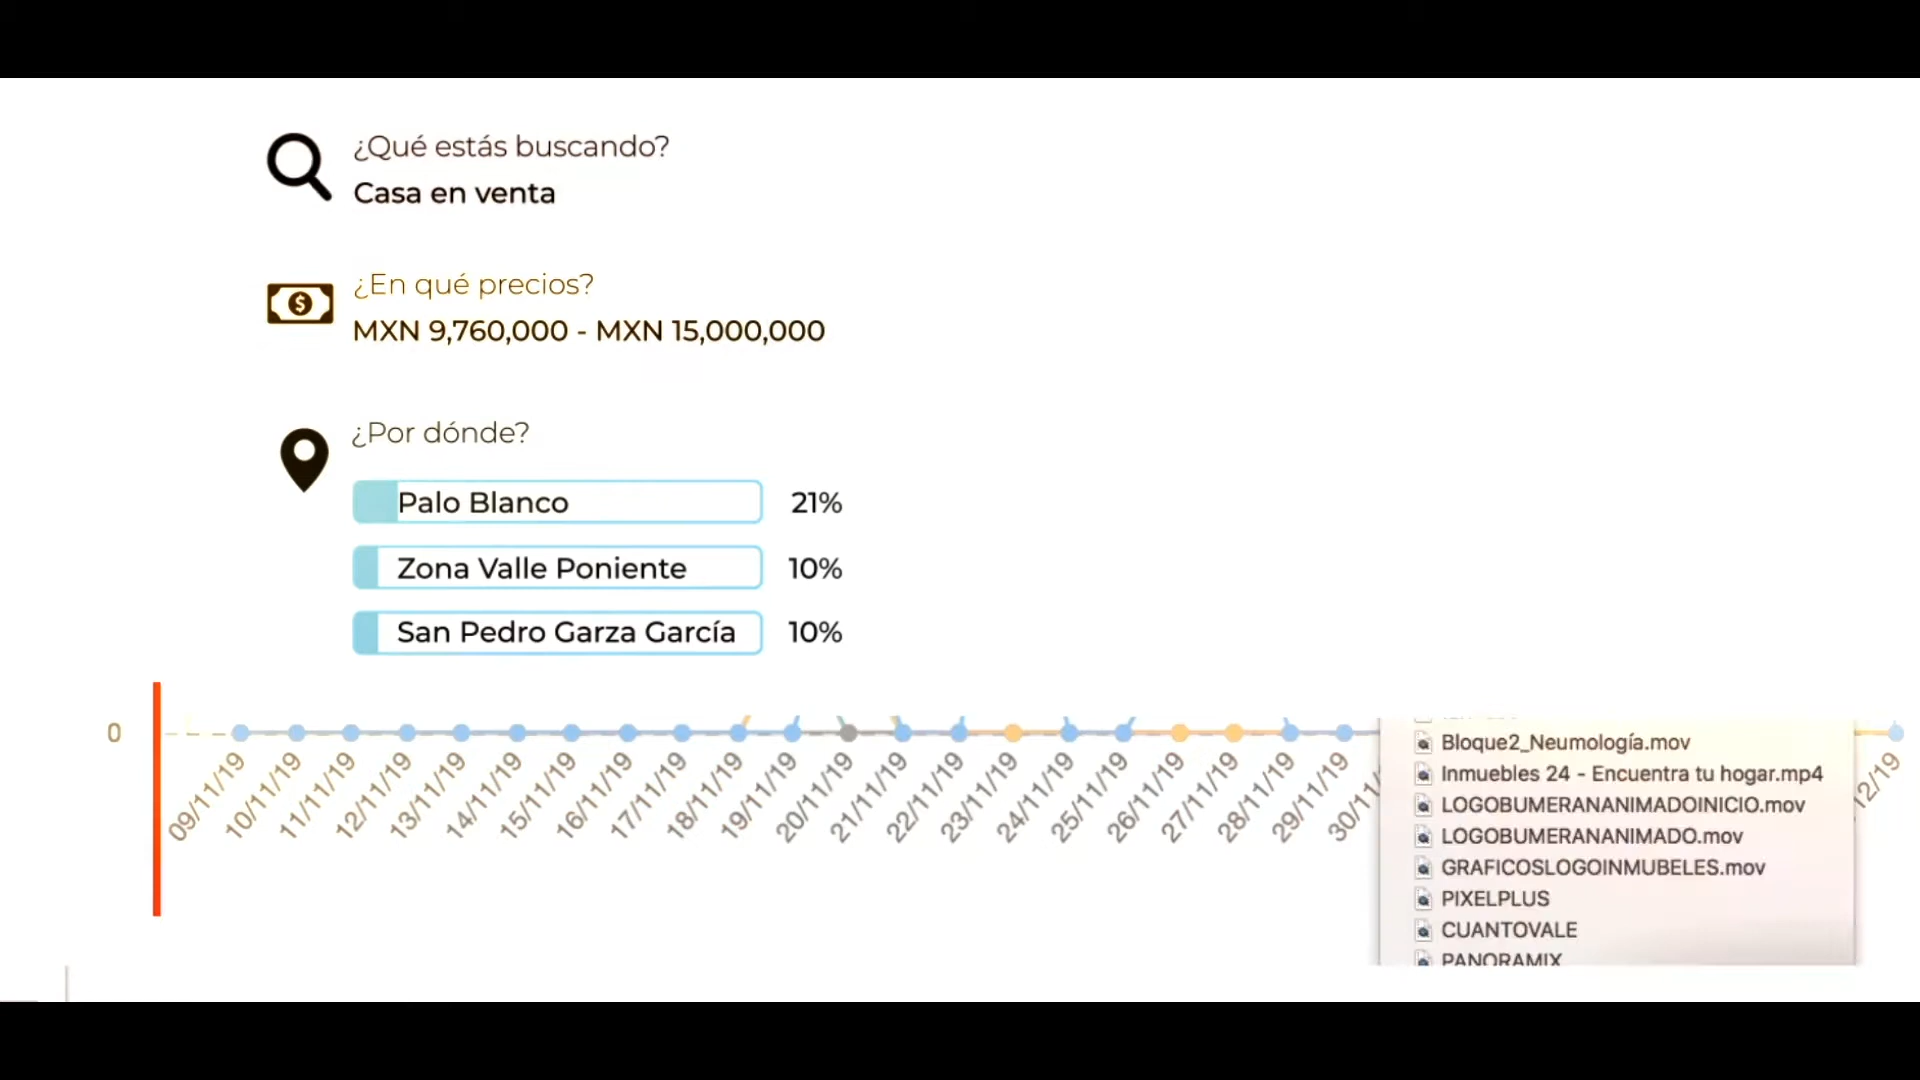 ¿Qué estás buscando?
Casa en venta
¿En qué precios?
MXN 9,760,000 - MXN 15,000,000
¿Por dónde?
Palo Blanco 21%
Zona Valle Poniente 10%
San Pedro Garza García 10%
0
09/11/19
10/11/19
11/11/19
12/11/19
13/11/19
14/11/19
15/11/19
16/11/19
17/11/19
18/11/19
19/11/19
20/11/19
21/11/19
22/11/19
23/11/19
24/11/19
25/11/19
26/11/19
27/11/19
28/11/19
29/11/19
30/11/
12/19
Bloque2_Neumología.mov
Inmuebles 24 - Encuentra tu hogar.mp4
LOGOBUMERANANIMADOINICIO.mov
LOGOBUMERANANIMADO.mov
GRAFICOSLOGOINMUBELES.mov
PIXELPLUS
CUANTOVALE
PANORAMIX